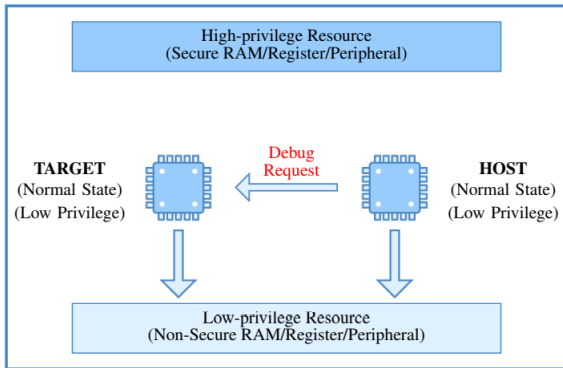 High-privilege Resource
(Secure RAM/Register/Peripheral)
Debug
Request
TARGET
(Normal State)
(Low Privilege)
HOST
(Normal State)
(Low Privilege)
Low-privilege Resource
(Non-Secure RAM/Register/Peripheral)